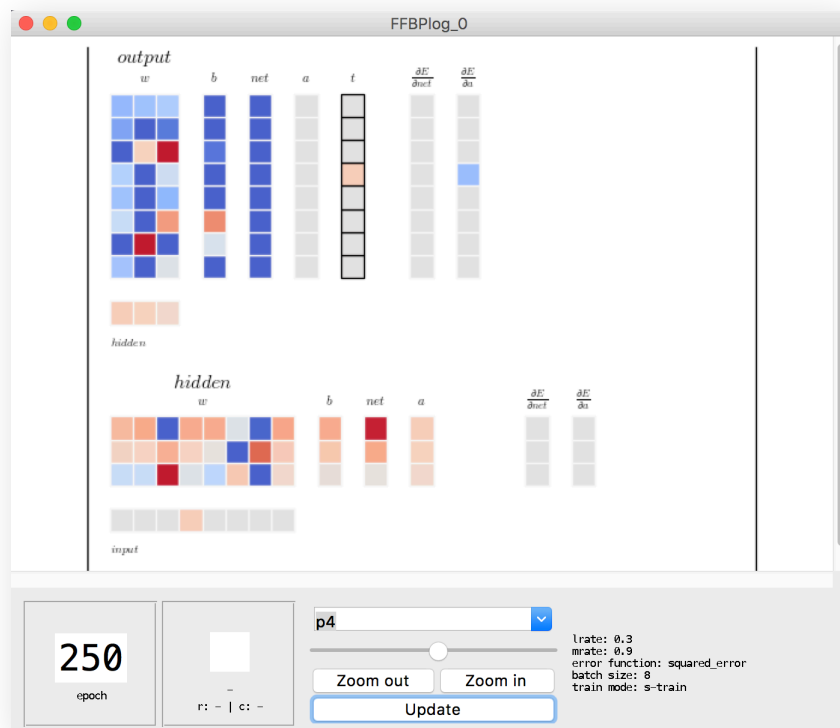 FFBPlog_0
output
w b net a t ∂E/∂net ∂E/∂a
hidden
hidden
w b net a ∂E/∂net ∂E/∂a
input
250
epoch
–
r: – | c: –
p4
Zoom out Zoom in
Update
lrate: 0.3
mrate: 0.9
error function: squared_error
batch size: 8
train mode: s-train